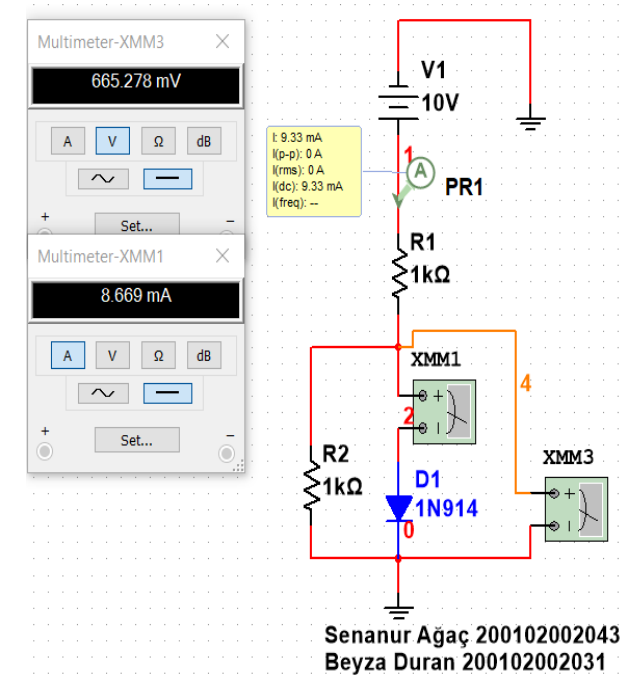 Multimeter-XMM3
665.278 mV
A V Ω dB
+ Set... –
Multimeter-XMM1
8.669 mA
A V Ω dB
+ Set... –
V1
10V
I: 9.33 mA
I(p-p): 0 A
I(rms): 0 A
I(dc): 9.33 mA
I(freq): --
1
A
PR1
R1
1kΩ
XMM1
+
2
4
R2
1kΩ
D1
1N914
0
XMM3
+
Senanur Ağaç 200102002043
Beyza Duran 200102002031